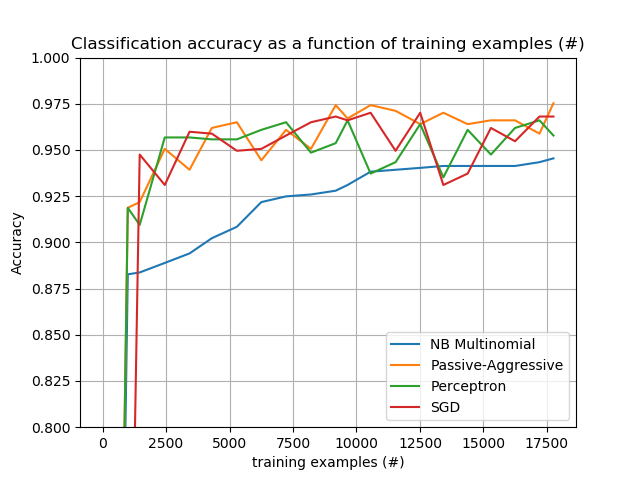 Classification accuracy as a function of training examples (#)
1.000
0.975
0.950
0.925
0.900
0.875
0.850
0.825
0.800
Accuracy
NB Multinomial
Passive-Aggressive
Perceptron
SGD
0 2500 5000 7500 10000 12500 15000 17500
training examples (#)